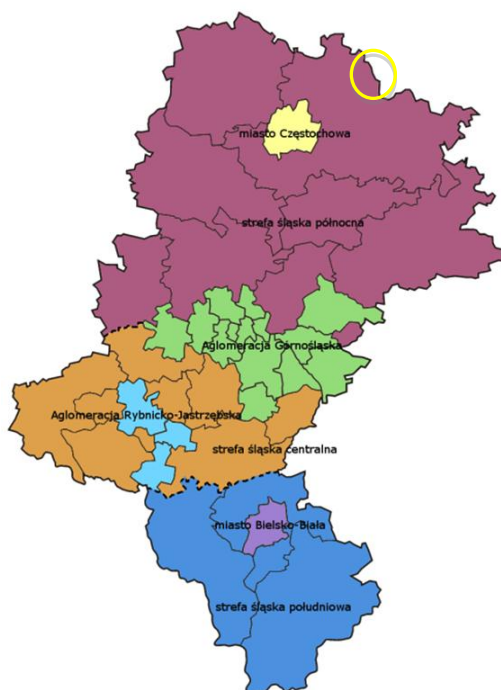 miasto Częstochowa
strefa śląska północna
Aglomeracja Górnośląska
Aglomeracja Rybnicko-Jastrzębska
strefa śląska centralna
miasto Bielsko-Biała
strefa śląska południowa